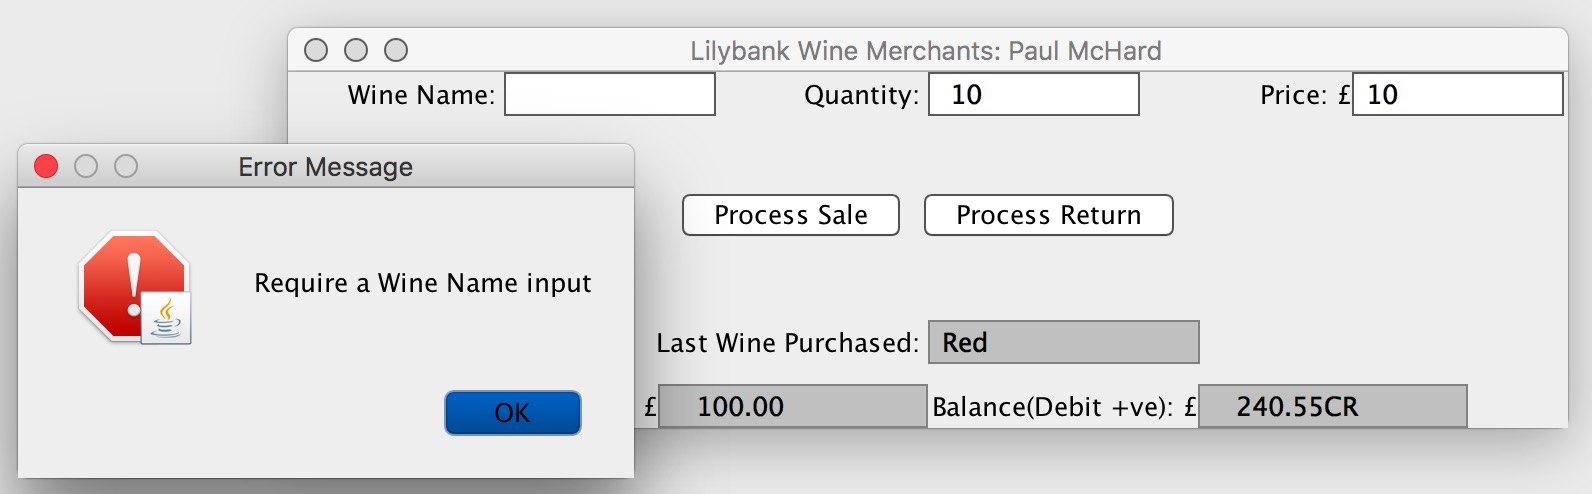 Lilybank Wine Merchants: Paul McHard
Wine Name: Quantity: 10 Price: £ 10
Error Message
Process Sale Process Return
Require a Wine Name input
Last Wine Purchased: Red
OK
£ 100.00 Balance(Debit +ve): £ 240.55CR